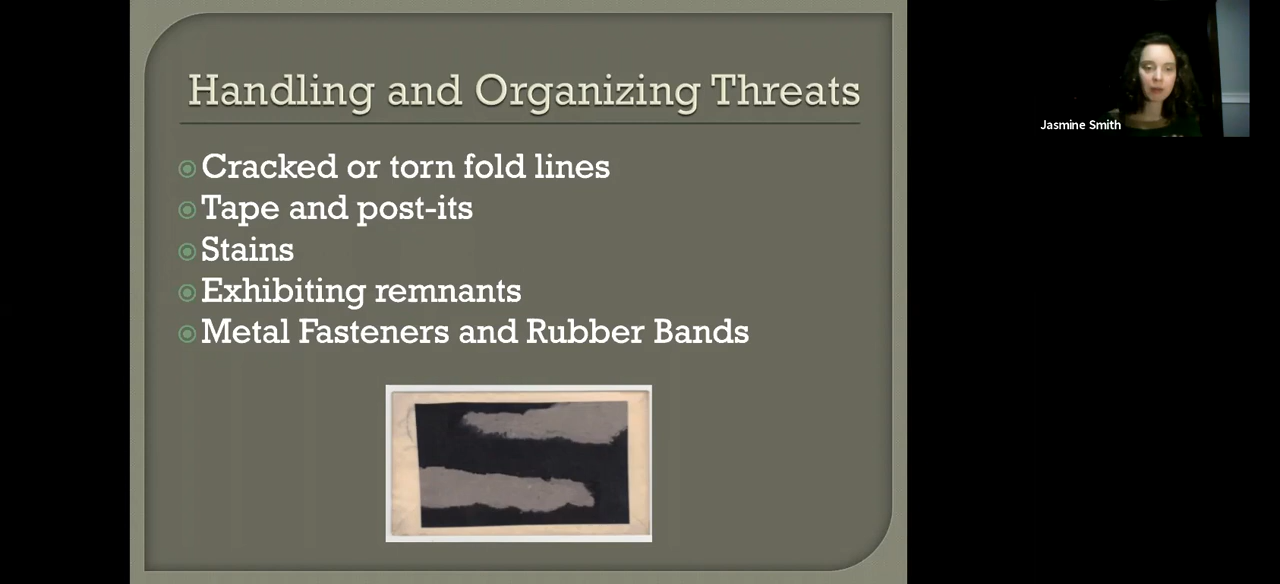 Handling and Organizing Threats
Cracked or torn fold lines
Tape and post-its
Stains
Exhibiting remnants
Metal Fasteners and Rubber Bands
Jasmine Smith